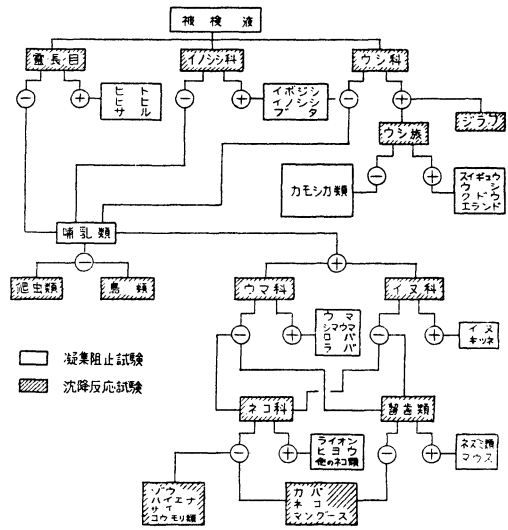 被検液
霊長目
イノシシ科
ウシ科
ヒト
ヒヒ
サル
イボジシ
イノシシ
ブタ
ジラフ
ウシ族
カモシカ類
スイギュウ
ウシ
クドウ
エランド
哺乳類
爬虫類
鳥類
ウマ科
イヌ科
ウマ
シマウマ
ロバ
ラバ
イヌ
キツネ
凝集阻止試験
沈降反応試験
ネコ科
齧歯類
ライオン
ヒヨウ
他のネコ類
ネズミ類
マウス
ゾウ
ハイエナ
サイ
コウモリ類
カバ
ネコ
マングース